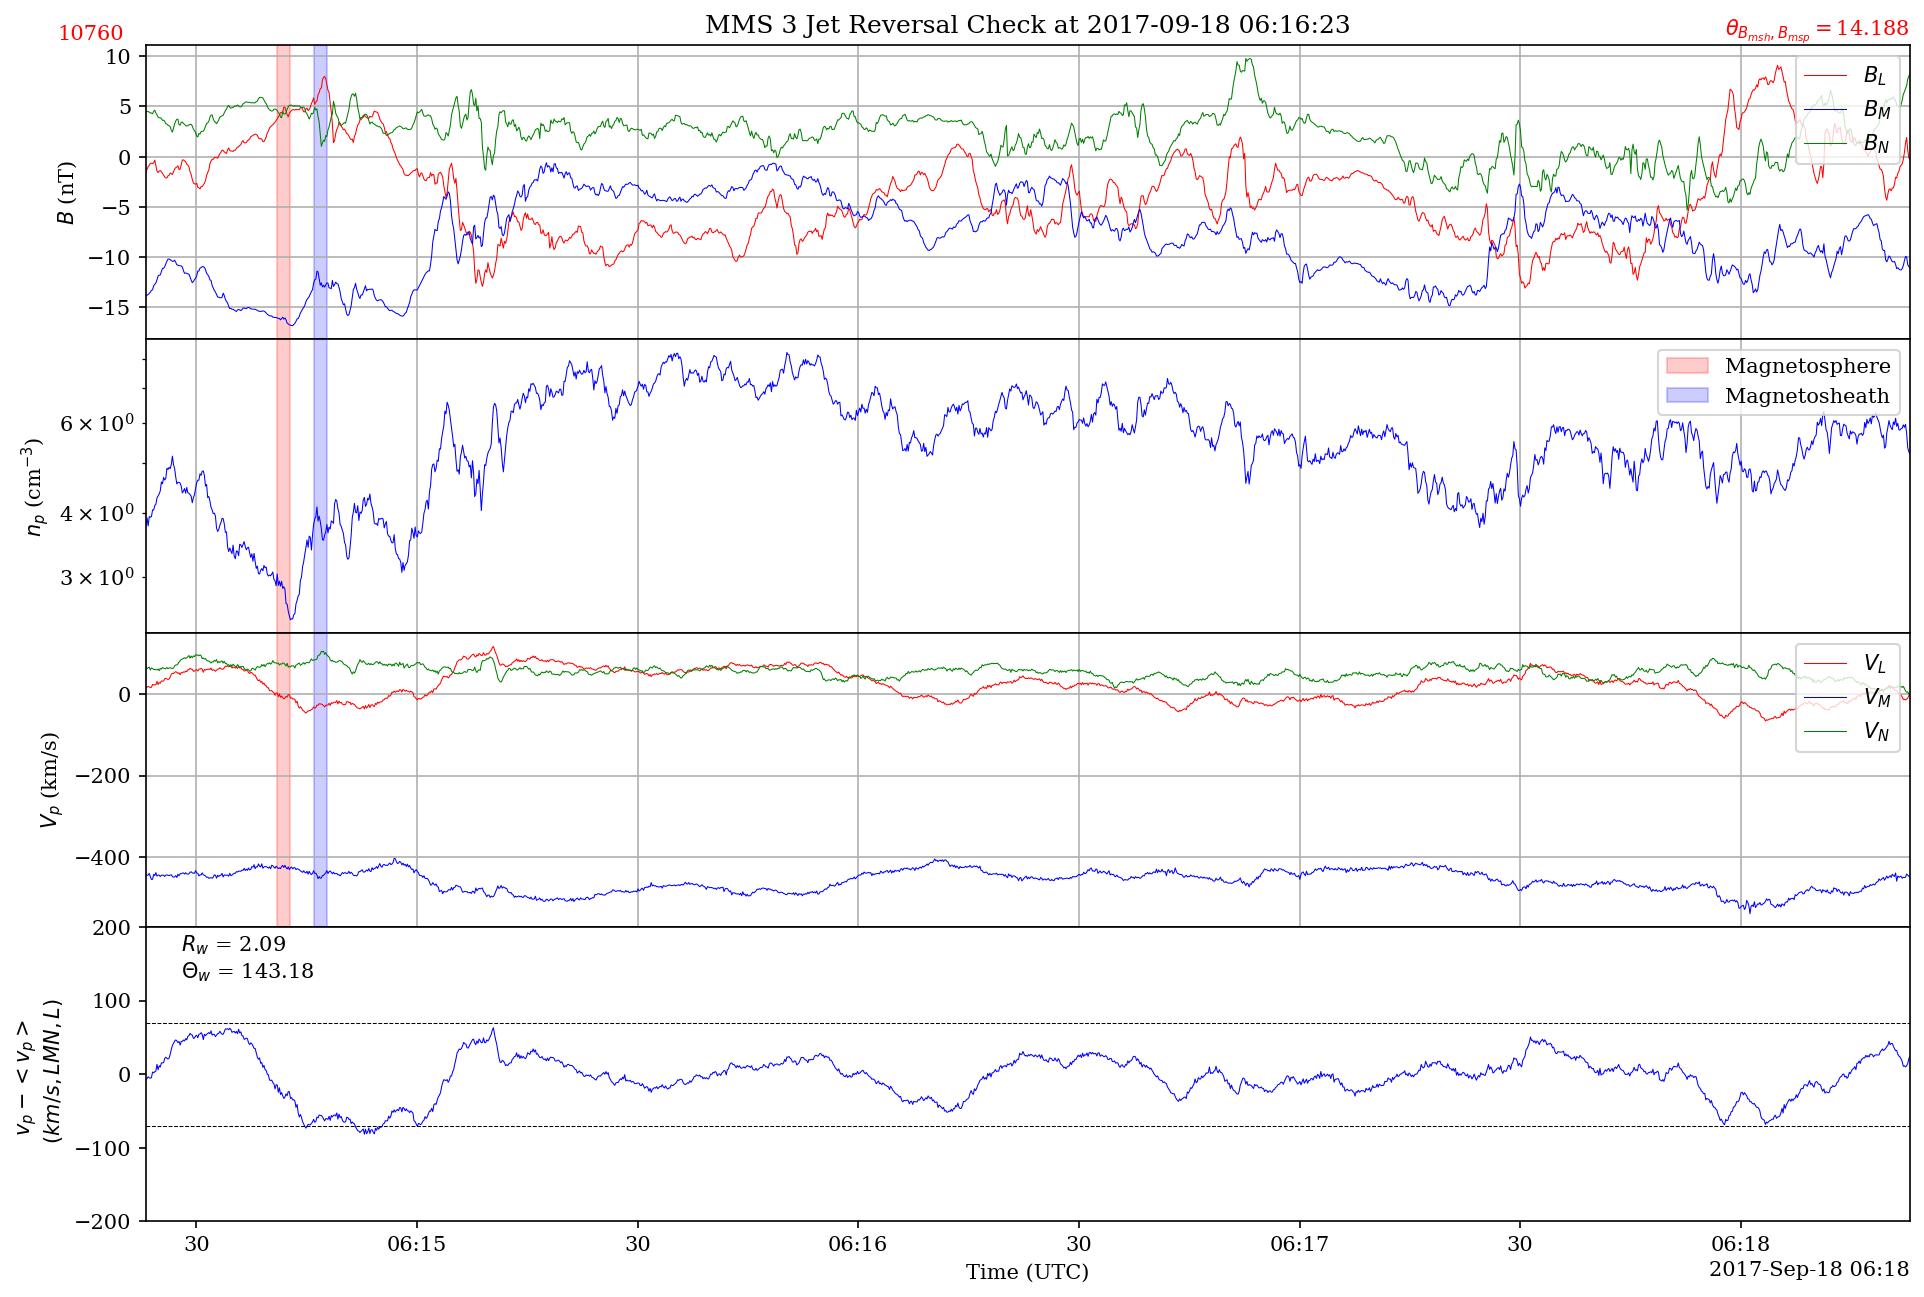 MMS 3 Jet Reversal Check at 2017-09-18 06:16:23
10760
θ_{B_{msh}, B_{msp}} = 14.188
10
5
0
−5
−10
−15
B (nT)
B_L
B_M
B_N
6 × 10^0
4 × 10^0
3 × 10^0
n_p (cm^{−3})
Magnetosphere
Magnetosheath
0
−200
−400
V_p (km/s)
V_L
V_M
V_N
200
100
0
−100
−200
v_p − < v_p >
(km/s, LMN, L)
R_w = 2.09
Θ_w = 143.18
30 06:15 30 06:16 30 06:17 30 06:18
Time (UTC)
2017-Sep-18 06:18